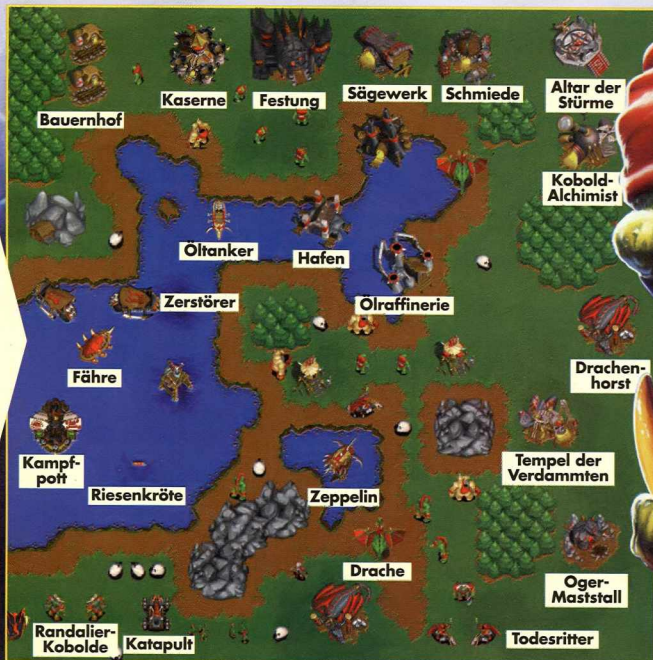 Bauernhof
Kaserne
Festung
Sägewerk
Schmiede
Altar der
Stürme
Kobold-
Alchimist
Öltanker
Hafen
Ölraffinerie
Zerstörer
Fähre
Drachen-
horst
Kampf-
pott
Riesenkröte
Zeppelin
Tempel der
Verdammten
Drache
Oger-
Maststall
Randalier-
Kobolde
Katapult
Todesritter